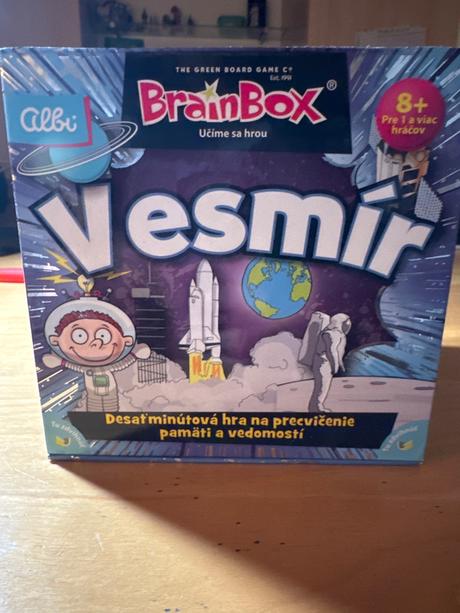 THE GREEN BOARD GAME Co
Est. 1991
BrainBox®
Učíme sa hrou
albi
8+
Pre 1 a viac
hráčov
Vesmír
Desaťminútová hra na precvičenie
pamäti a vedomostí